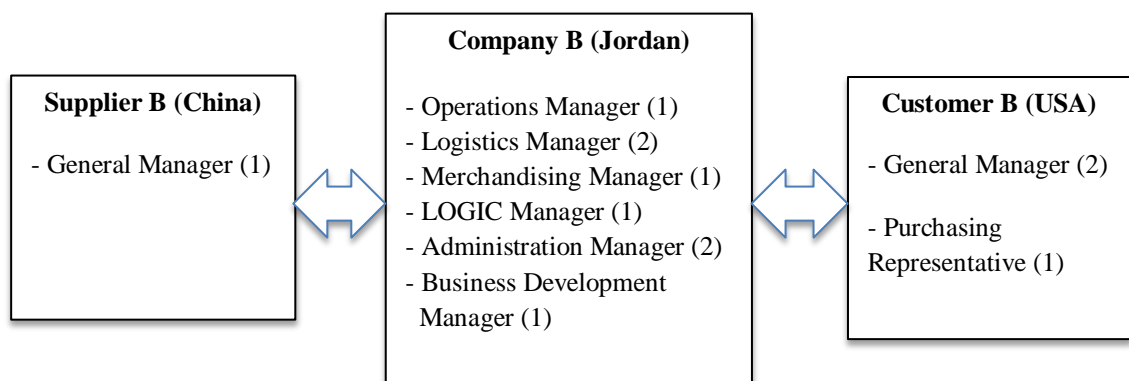 Supplier B (China)
- General Manager (1)
Company B (Jordan)
- Operations Manager (1)
- Logistics Manager (2)
- Merchandising Manager (1)
- LOGIC Manager (1)
- Administration Manager (2)
- Business Development
Manager (1)
Customer B (USA)
- General Manager (2)
- Purchasing
Representative (1)